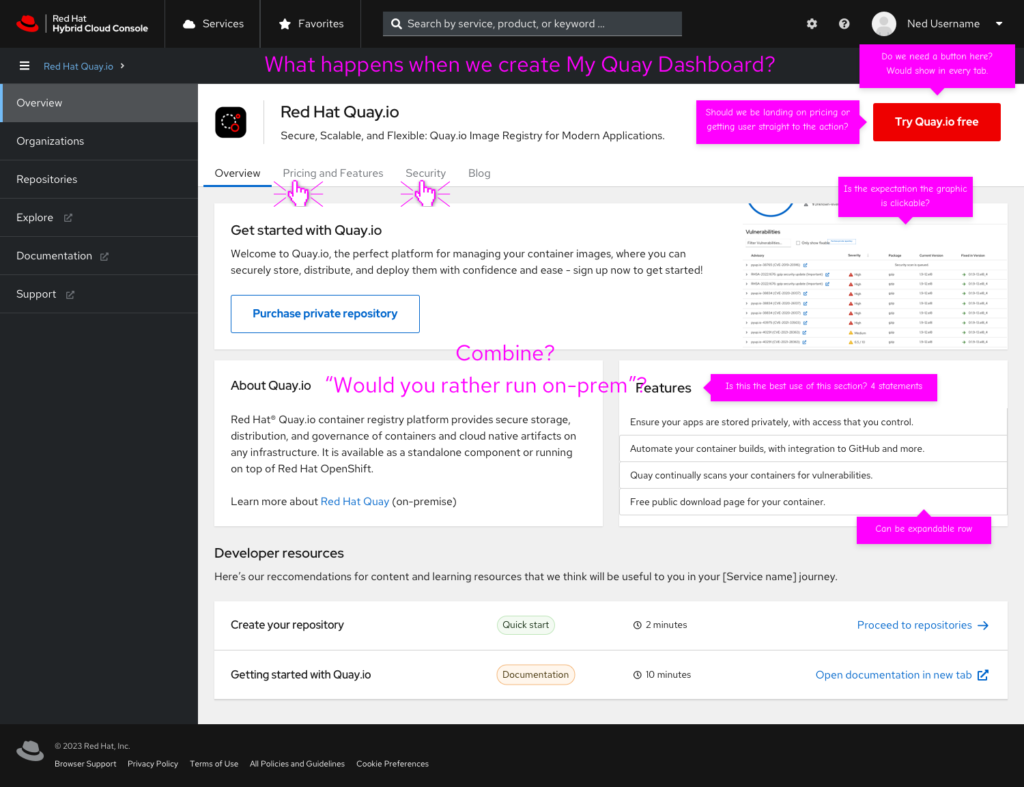 Red Hat
Hybrid Cloud Console
Services
Favorites
Search by service, product, or keyword ...
Ned Username
Red Hat Quay.io
What happens when we create My Quay Dashboard?
Do we need a button here?
Would show in every tab.
Overview
Organizations
Repositories
Explore
Documentation
Support
Red Hat Quay.io
Secure, Scalable, and Flexible: Quay.io Image Registry for Modern Applications.
Should we be landing on pricing or
getting user straight to the action?
Try Quay.io free
Overview
Pricing and Features
Security
Blog
Is the expectation the graphic
is clickable?
Get started with Quay.io
Welcome to Quay.io, the perfect platform for managing your container images, where you can
securely store, distribute, and deploy them with confidence and ease - sign up now to get started!
Purchase private repository
Vulnerabilities
Advisory
Severity
Package
Current Version
Fixed in Version
Combine?
“Would you rather run on-prem”?
About Quay.io
Red Hat® Quay.io container registry platform provides secure storage,
distribution, and governance of containers and cloud native artifacts on
any infrastructure. It is available as a standalone component or running
on top of Red Hat OpenShift.
Learn more about Red Hat Quay (on-premise)
Features
Is this the best use of this section? 4 statements
Ensure your apps are stored privately, with access that you control.
Automate your container builds, with integration to GitHub and more.
Quay continually scans your containers for vulnerabilities.
Free public download page for your container.
Can be expandable row
Developer resources
Here's our reccomendations for content and learning resources that we think will be useful to you in your [Service name] journey.
Create your repository
Quick start
2 minutes
Proceed to repositories
Getting started with Quay.io
Documentation
10 minutes
Open documentation in new tab
© 2023 Red Hat, Inc.
Browser Support
Privacy Policy
Terms of Use
All Policies and Guidelines
Cookie Preferences